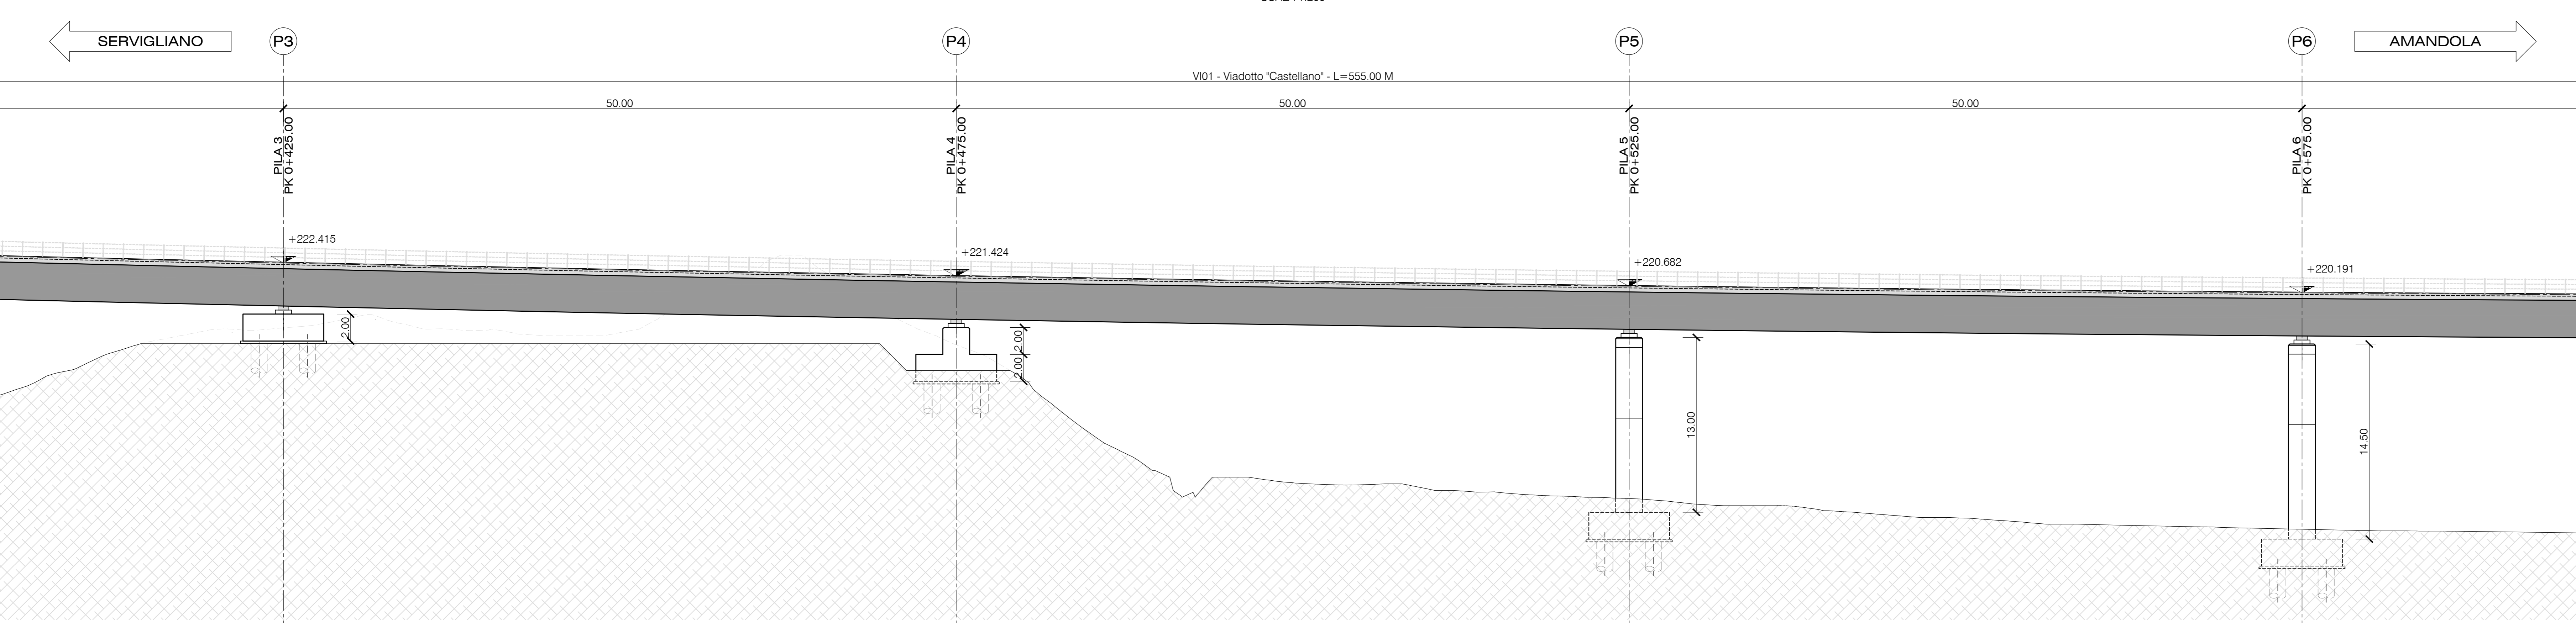 SERVIGLIANO
P3
P4
P5
P6
AMANDOLA
VI01 - Viadotto "Castellano" - L=555.00 M
50.00
50.00
50.00
PILA 3
PK 0+425.00
PILA 4
PK 0+475.00
PILA 5
PK 0+525.00
PILA 6
PK 0+575.00
+222.415
+221.424
+220.682
+220.191
2.00
2.00
2.00
13.00
14.50